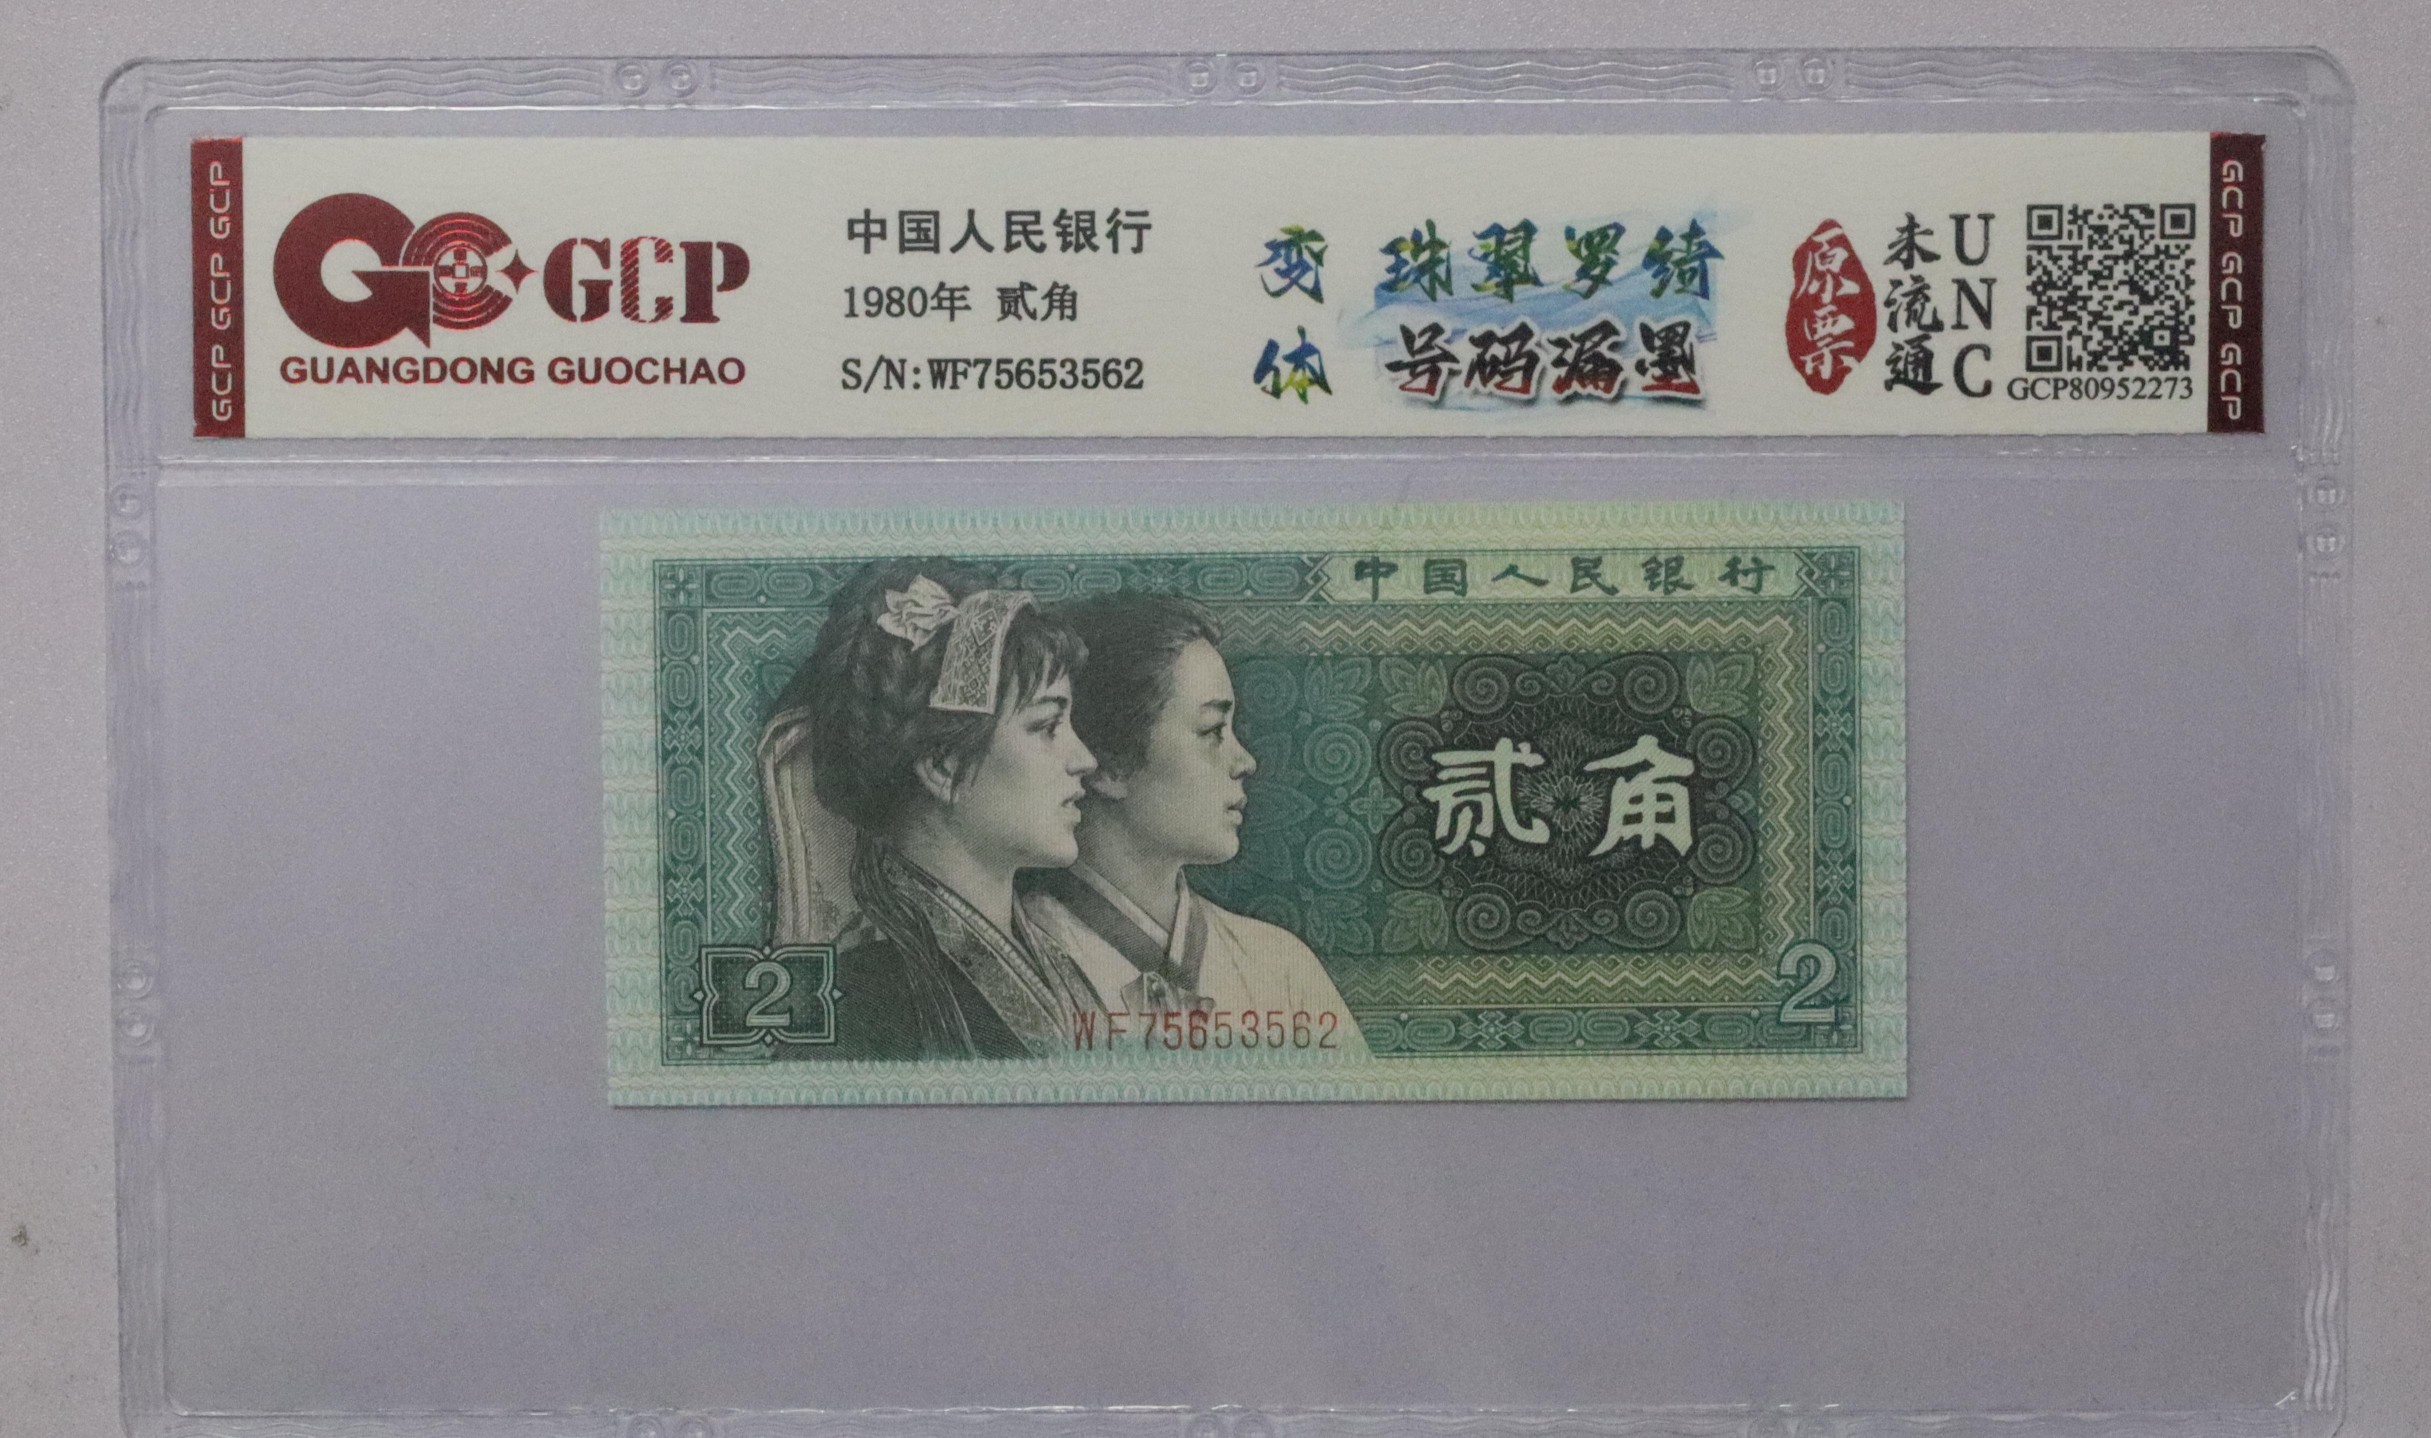 GCP GCP GCP
GCP
GUANGDONG GUOCHAO
中国人民银行
1980年 贰角
S/N:WF75653562
变体
珠翠罗绮
号码漏墨
原票
未流通
UNC
GCP80952273
GCP GCP GCP
中国人民银行
贰角
2
2
WF75653562